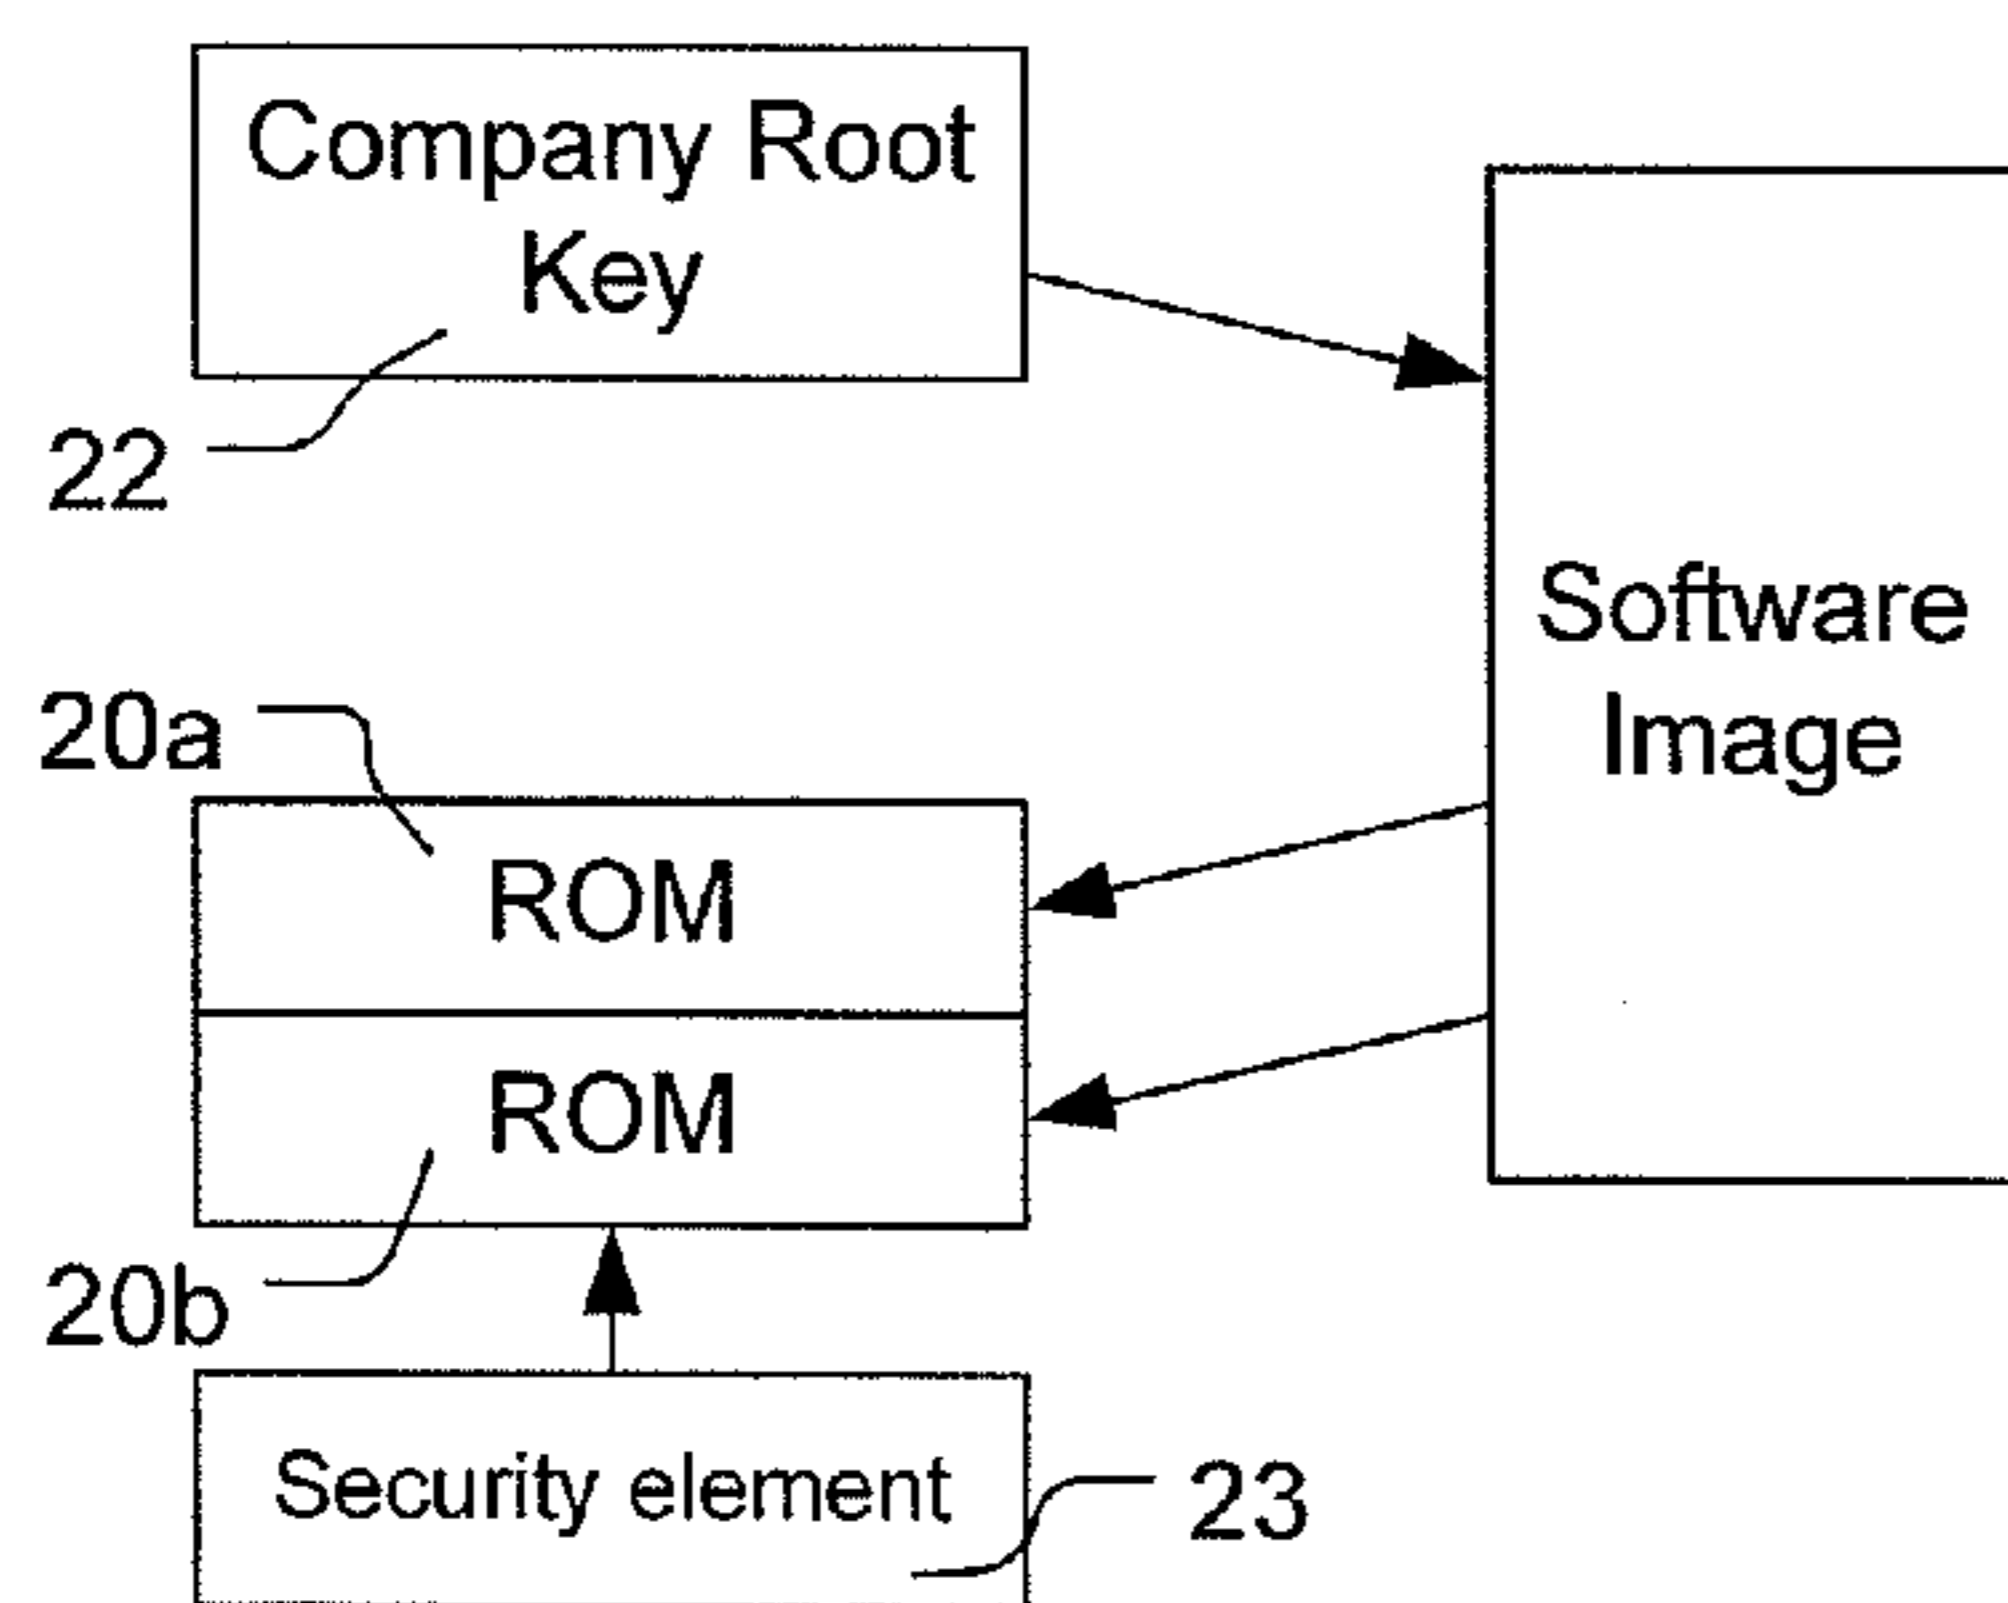 Company Root
Key
22
Software
Image
20a
ROM
ROM
20b
Security element
23